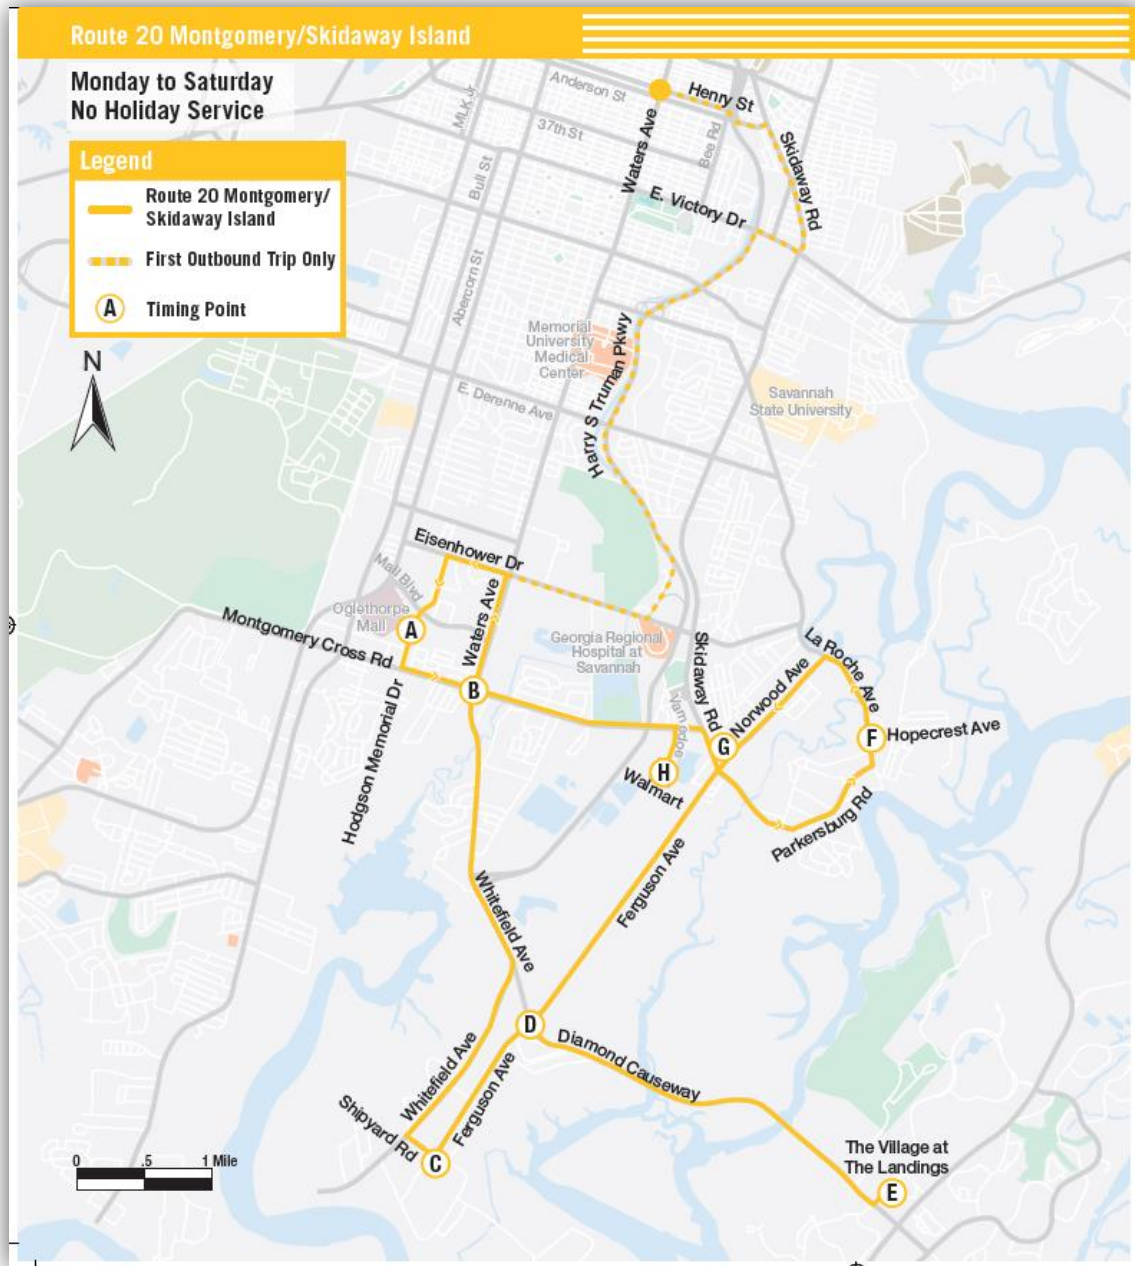 Route 20 Montgomery/Skidaway Island
Monday to Saturday
No Holiday Service
Legend
Route 20 Montgomery/
Skidaway Island
First Outbound Trip Only
A
Timing Point
N
Anderson St
Henry St
MLK Jr
37th St
Waters Ave
Bee Rd
Skidaway Rd
Bull St
E. Victory Dr
Abercorn St
Memorial
University
Medical
Center
Harry S Truman Pkwy
Savannah
State University
E. Derenne Ave
Eisenhower Dr
Mall Blvd
Oglethorpe
Mall
A
Waters Ave
Georgia Regional
Hospital at
Savannah
Montgomery Cross Rd
B
Skidaway Rd
Norwood Ave
La Roche Ave
F
Hopecrest Ave
G
H
Walmart
Hodgson Memorial Dr
Parkersburg Rd
Ferguson Ave
Whitefield Ave
D
Diamond Causeway
Whitefield Ave
Ferguson Ave
Shipyard Rd
C
The Village at
The Landings
E
0 .5 1 Mile